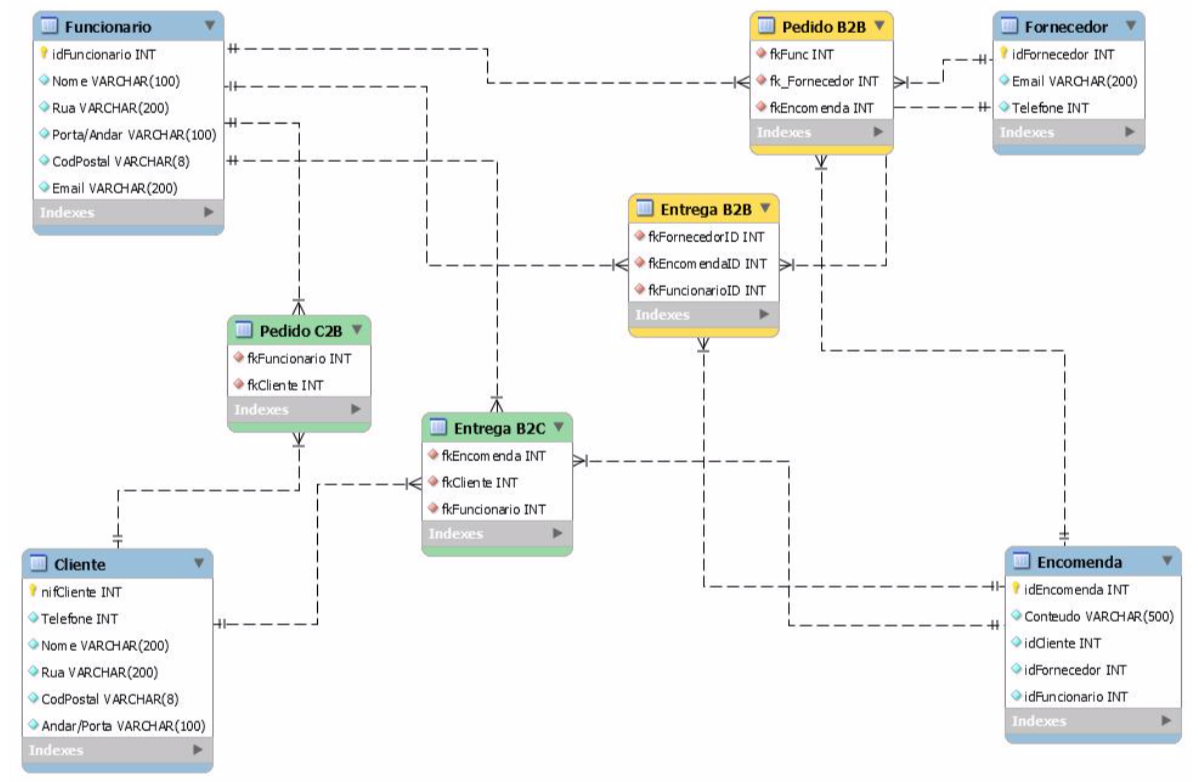 Funcionario
idFuncionario INT
Nome VARCHAR(100)
Rua VARCHAR(200)
Porta/Andar VARCHAR(100)
CodPostal VARCHAR(8)
Email VARCHAR(200)
Indexes
Pedido B2B
fkFunc INT
fk_Fornecedor INT
fkEncomenda INT
Indexes
Fornecedor
idFornecedor INT
Email VARCHAR(200)
Telefone INT
Indexes
Entrega B2B
fkFornecedorID INT
fkEncomendaID INT
fkFuncionarioID INT
Indexes
Pedido C2B
fkFuncionario INT
fkCliente INT
Indexes
Entrega B2C
fkEncomenda INT
fkCliente INT
fkFuncionario INT
Indexes
Cliente
nifCliente INT
Telefone INT
Nome VARCHAR(200)
Rua VARCHAR(200)
CodPostal VARCHAR(8)
Andar/Porta VARCHAR(100)
Indexes
Encomenda
idEncomenda INT
Conteudo VARCHAR(500)
idCliente INT
idFornecedor INT
idFuncionario INT
Indexes